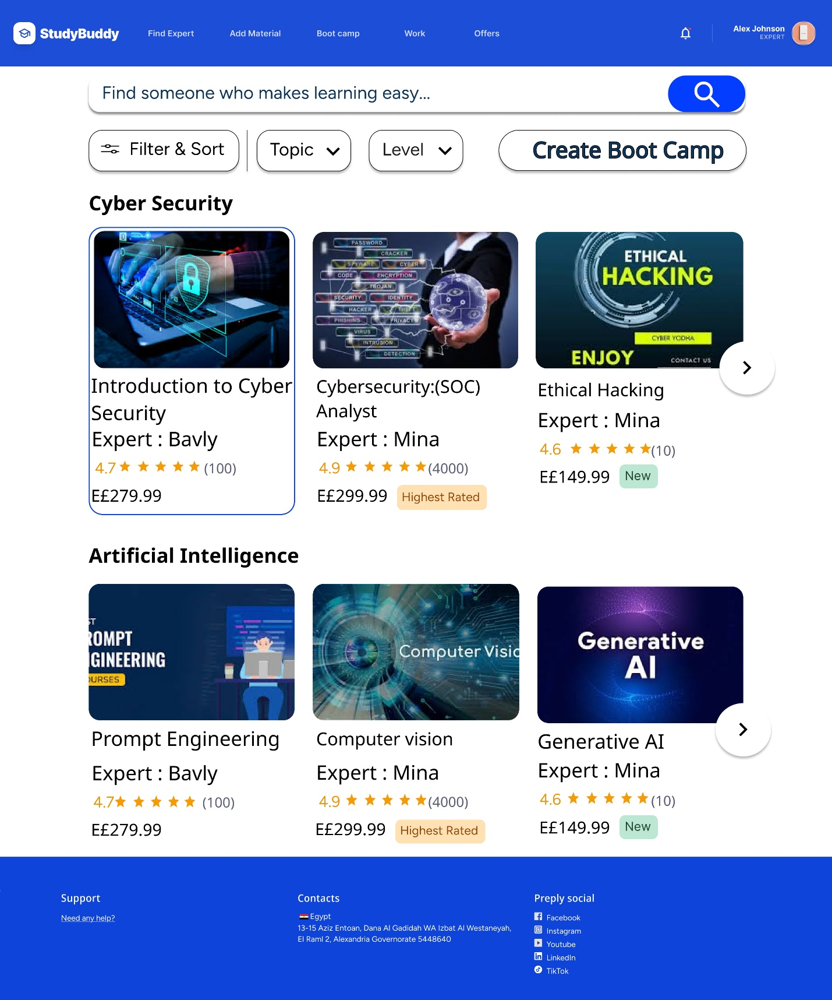 StudyBuddy
Find Expert
Add Material
Boot camp
Work
Offers
Alex Johnson
EXPERT
Find someone who makes learning easy...
Filter & Sort
Topic
Level
Create Boot Camp
Cyber Security
PASSWORD
CRACKER
SPYWARE
CYBER
CODE
ENCRYPTION
TROJAN
SECURITY
IDENTITY
HACKER
THEFT
PHISHING
PRIVACY
VIRUS
INTRUSION
DETECTION
ETHICAL
HACKING
CYBER YODHA
ENJOY
CONTACT US
Introduction to Cyber
Security
Expert : Bavly
4.7
(100)
E£279.99
Cybersecurity:(SOC)
Analyst
Expert : Mina
4.9
(4000)
E£299.99
Highest Rated
Ethical Hacking
Expert : Mina
4.6
(10)
E£149.99
New
Artificial Intelligence
ST
ROMPT
GINEERING
OURSES
Computer Visio
Generative
AI
Prompt Engineering
Expert : Bavly
4.7
(100)
E£279.99
Computer vision
Expert : Mina
4.9
(4000)
E£299.99
Highest Rated
Generative AI
Expert : Mina
4.6
(10)
E£149.99
New
Support
Need any help?
Contacts
Egypt
13-15 Aziz Entoan, Dana Al Gadidah WA Izbat Al Westaneyah,
El Raml 2, Alexandria Governorate 5448640
Preply social
Facebook
Instagram
Youtube
LinkedIn
TikTok